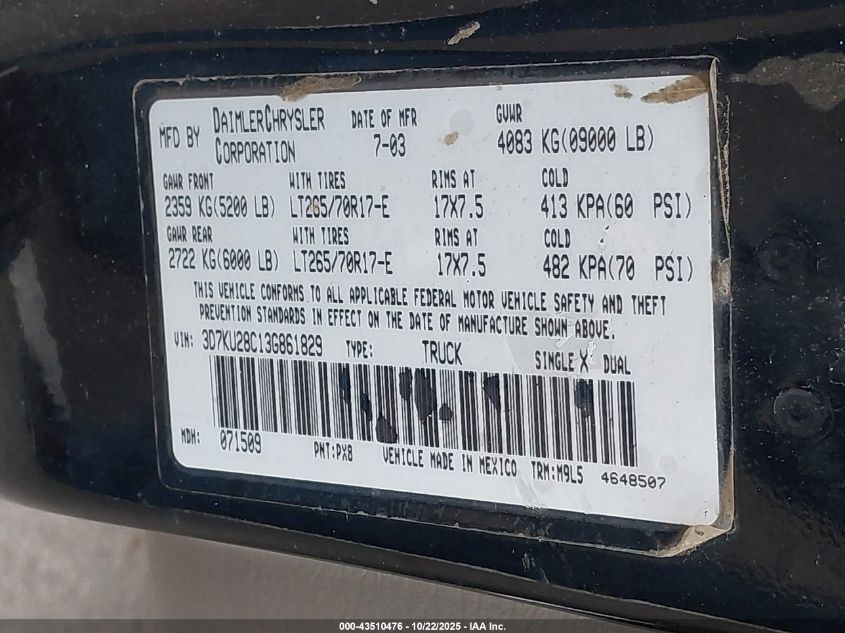 MFD BY DAIMLERCHRYSLER CORPORATION DATE OF MFR 7-03 GVWR 4083 KG(09000 LB)
GAWR FRONT WITH TIRES RIMS AT COLD
2359 KG(5200 LB) LT265/70R17-E 17X7.5 413 KPA(60 PSI)
GAWR REAR WITH TIRES RIMS AT COLD
2722 KG(6000 LB) LT265/70R17-E 17X7.5 482 KPA(70 PSI)
THIS VEHICLE CONFORMS TO ALL APPLICABLE FEDERAL MOTOR VEHICLE SAFETY AND THEFT
PREVENTION STANDARDS IN EFFECT ON THE DATE OF MANUFACTURE SHOWN ABOVE.
VIN: 3D7KU28C13G861829 TYPE: TRUCK SINGLE X DUAL
MDH: 071509 PNT:PX8 VEHICLE MADE IN MEXICO TRM:M9L5 4648507
000-43510476 - 10/22/2025 - IAA Inc.